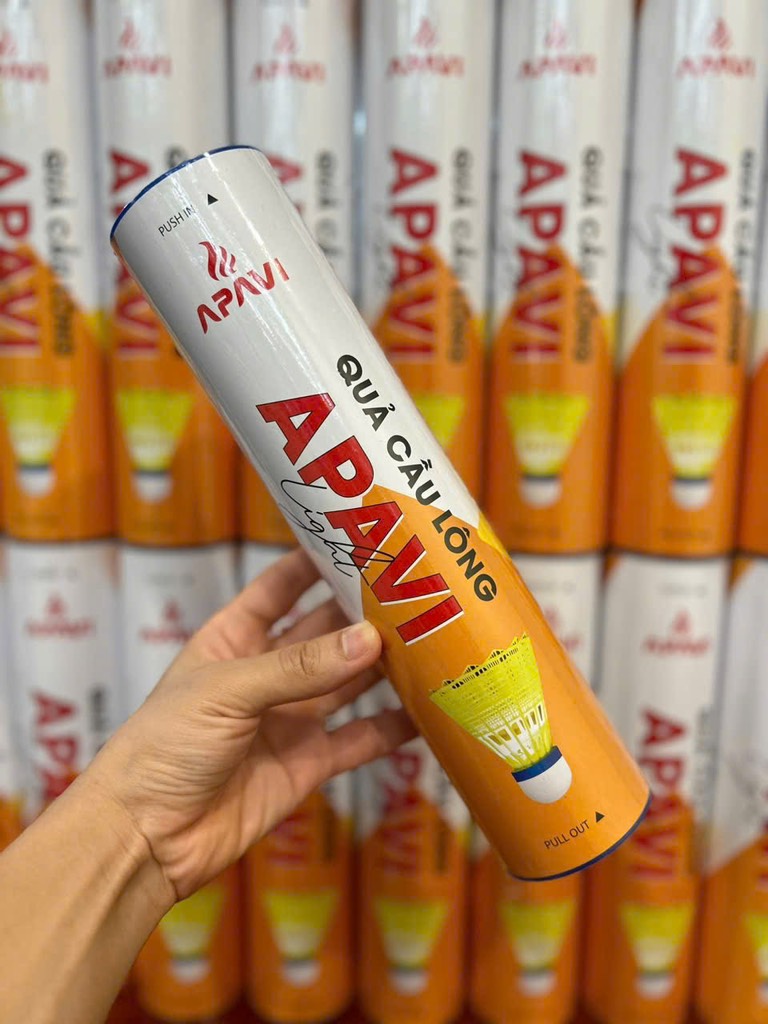 PUSH IN ▲
APAVI
QUẢ CẦU LÔNG
APAVI
Light
PULL OUT ▲